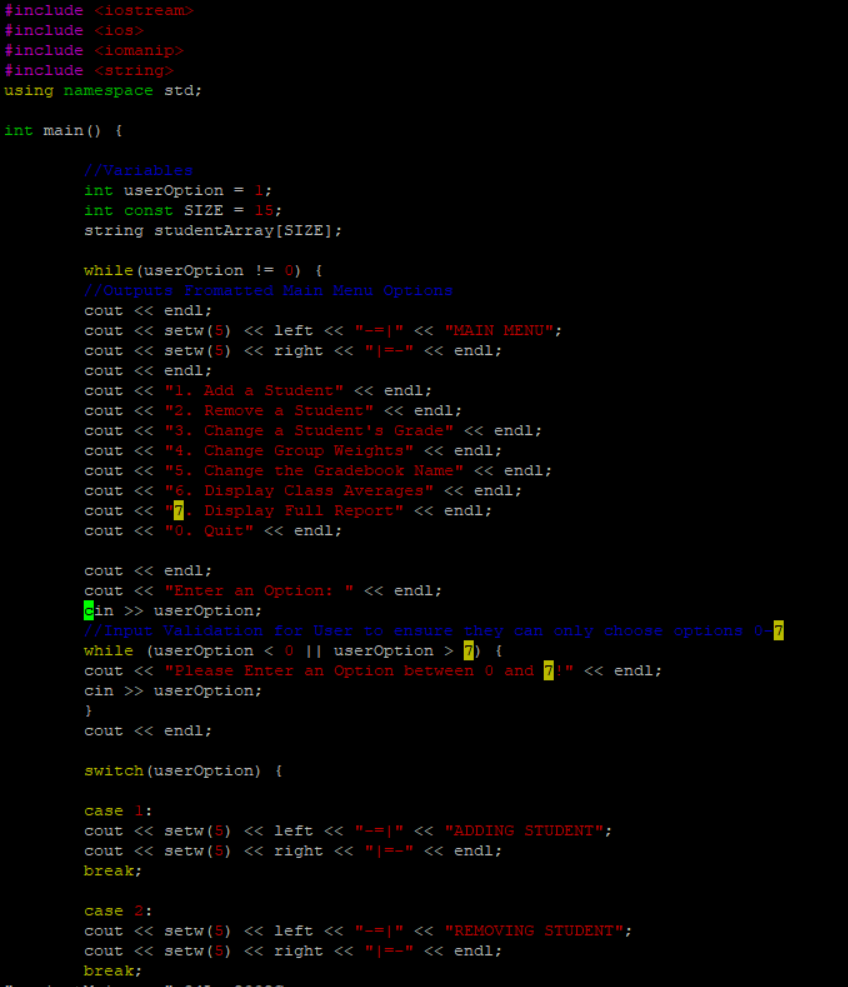 #include <iostream>
#include <ios>
#include <iomanip>
#include <string>
using namespace std;
int main() {
//Variables
int userOption = 1;
int const SIZE = 15;
string studentArray[SIZE];
while(userOption != 0) {
//Outputs Fromatted Main Menu Options
cout << endl;
cout << setw(5) << left << "-=|" << "MAIN MENU";
cout << setw(5) << right << "|=-" << endl;
cout << endl;
cout << "1. Add a Student" << endl;
cout << "2. Remove a Student" << endl;
cout << "3. Change a Student's Grade" << endl;
cout << "4. Change Group Weights" << endl;
cout << "5. Change the Gradebook Name" << endl;
cout << "6. Display Class Averages" << endl;
cout << "7. Display Full Report" << endl;
cout << "0. Quit" << endl;
cout << endl;
cout << "Enter an Option: " << endl;
cin >> userOption;
//Input Validation for User to ensure they can only choose options 0-7
while (userOption < 0 || userOption > 7) {
cout << "Please Enter an Option between 0 and 7!" << endl;
cin >> userOption;
}
cout << endl;
switch(userOption) {
case 1:
cout << setw(5) << left << "-=|" << "ADDING STUDENT";
cout << setw(5) << right << "|=-" << endl;
break;
case 2:
cout << setw(5) << left << "-=|" << "REMOVING STUDENT";
cout << setw(5) << right << "|=-" << endl;
break;